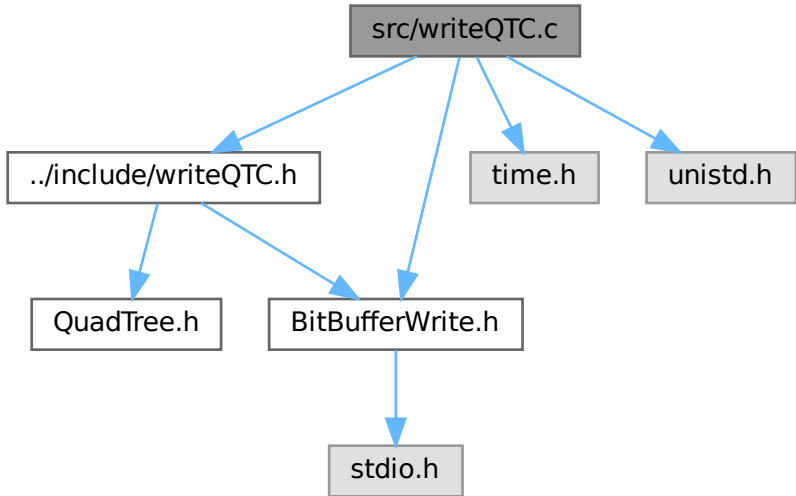 src/writeQTC.c
../include/writeQTC.h
time.h
unistd.h
QuadTree.h
BitBufferWrite.h
stdio.h